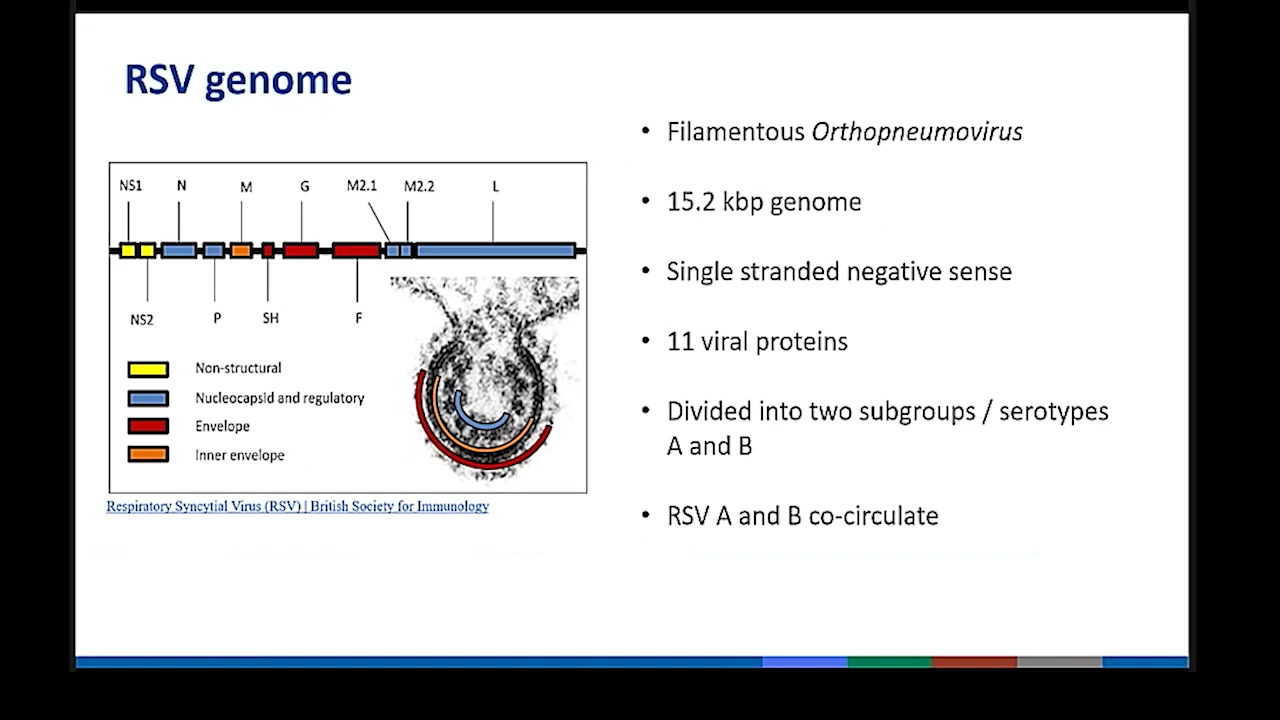 RSV genome
NS1 N M G M2.1 M2.2 L
NS2 P SH F
Non-structural
Nucleocapsid and regulatory
Envelope
Inner envelope
Respiratory Syncytial Virus (RSV) | British Society for Immunology
• Filamentous Orthopneumovirus
• 15.2 kbp genome
• Single stranded negative sense
• 11 viral proteins
• Divided into two subgroups / serotypes
A and B
• RSV A and B co-circulate